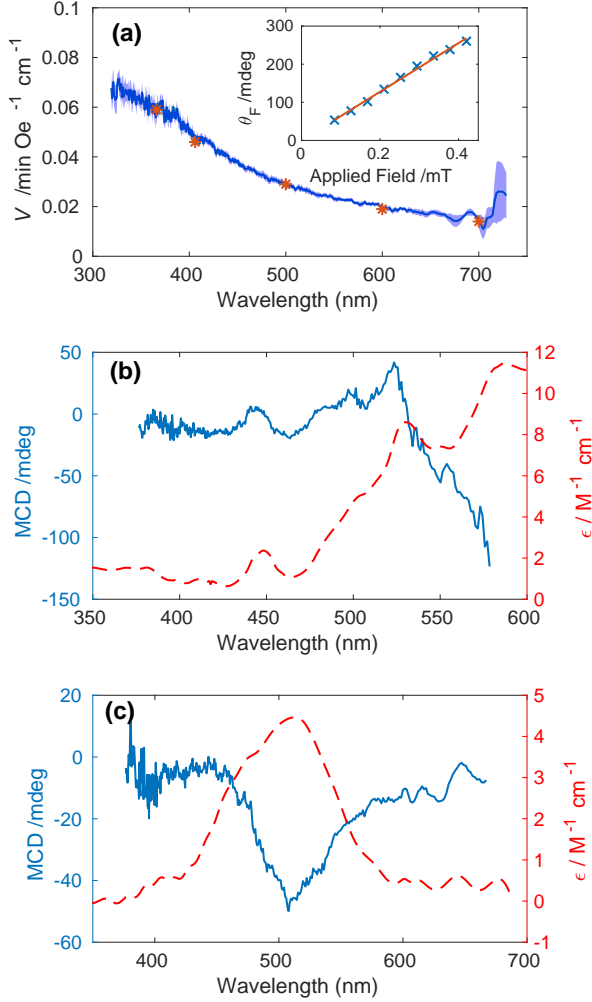 (a)
V /min Oe⁻¹ cm⁻¹
0.1
0.08
0.06
0.04
0.02
0
300 400 500 600 700
Wavelength (nm)
θ_F /mdeg
300
200
100
0
0 0.2 0.4
Applied Field /mT
(b)
MCD /mdeg
50
0
-50
-100
-150
350 400 450 500 550 600
Wavelength (nm)
12
10
8
6
4
2
0
ϵ / M⁻¹ cm⁻¹
(c)
MCD /mdeg
20
0
-20
-40
-60
400 500 600 700
Wavelength (nm)
5
4
3
2
1
0
-1
ϵ / M⁻¹ cm⁻¹